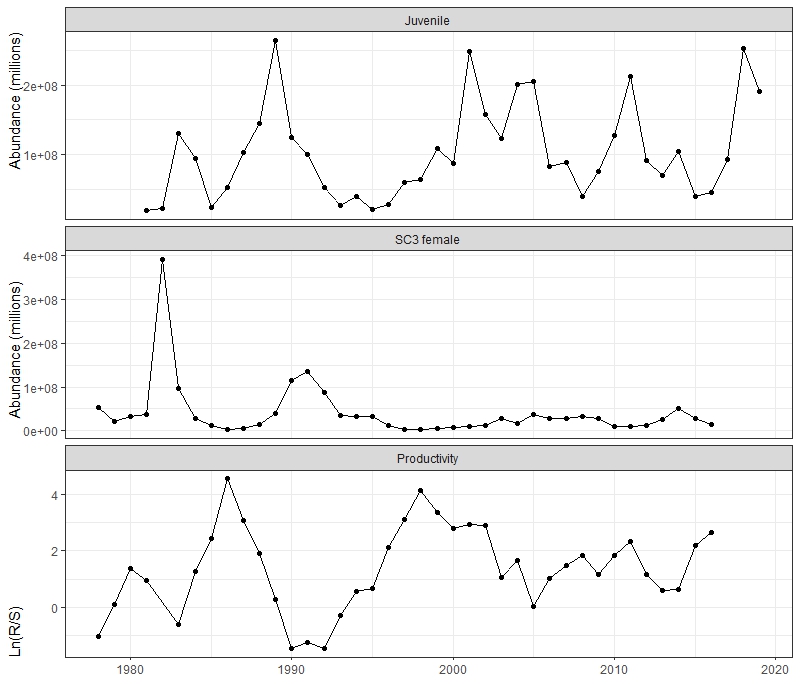 Juvenile
Abundance (millions)
2e+08
1e+08
SC3 female
Abundance (millions)
4e+08
3e+08
2e+08
1e+08
0e+00
Productivity
Ln(R/S)
4
2
0
1980 1990 2000 2010 2020